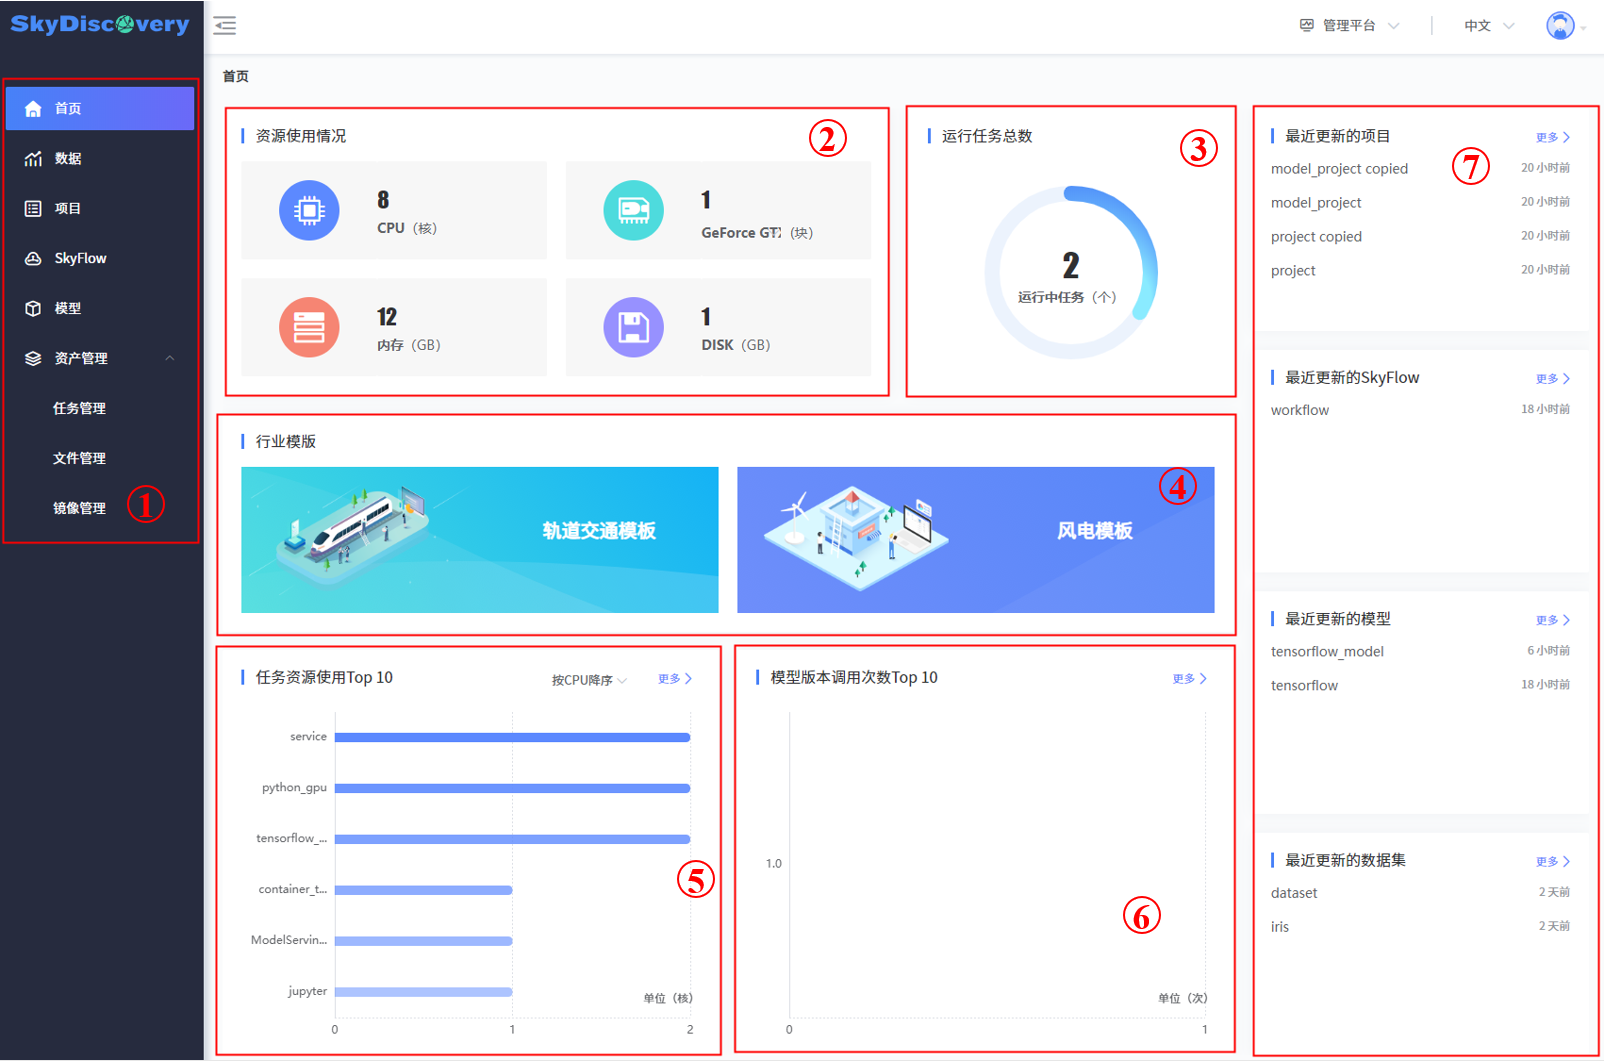 SkyDiscovery
管理平台
中文
首页
首页
数据
项目
SkyFlow
模型
资产管理
任务管理
文件管理
镜像管理
①
资源使用情况
②
8
CPU（核）
1
GeForce GTX（块）
12
内存（GB）
1
DISK（GB）
运行任务总数
③
2
运行中任务（个）
行业模版
④
轨道交通模板
风电模板
任务资源使用Top 10
按CPU降序
更多
service
python_gpu
tensorflow_...
container_t...
ModelServin...
jupyter
⑤
单位（核）
0 1 2
模型版本调用次数Top 10
更多
1.0
⑥
单位（次）
0 1
最近更新的项目
更多
⑦
model_project copied 20 小时前
model_project 20 小时前
project copied 20 小时前
project 20 小时前
最近更新的SkyFlow
更多
workflow 18 小时前
最近更新的模型
更多
tensorflow_model 6 小时前
tensorflow 18 小时前
最近更新的数据集
更多
dataset 2 天前
iris 2 天前